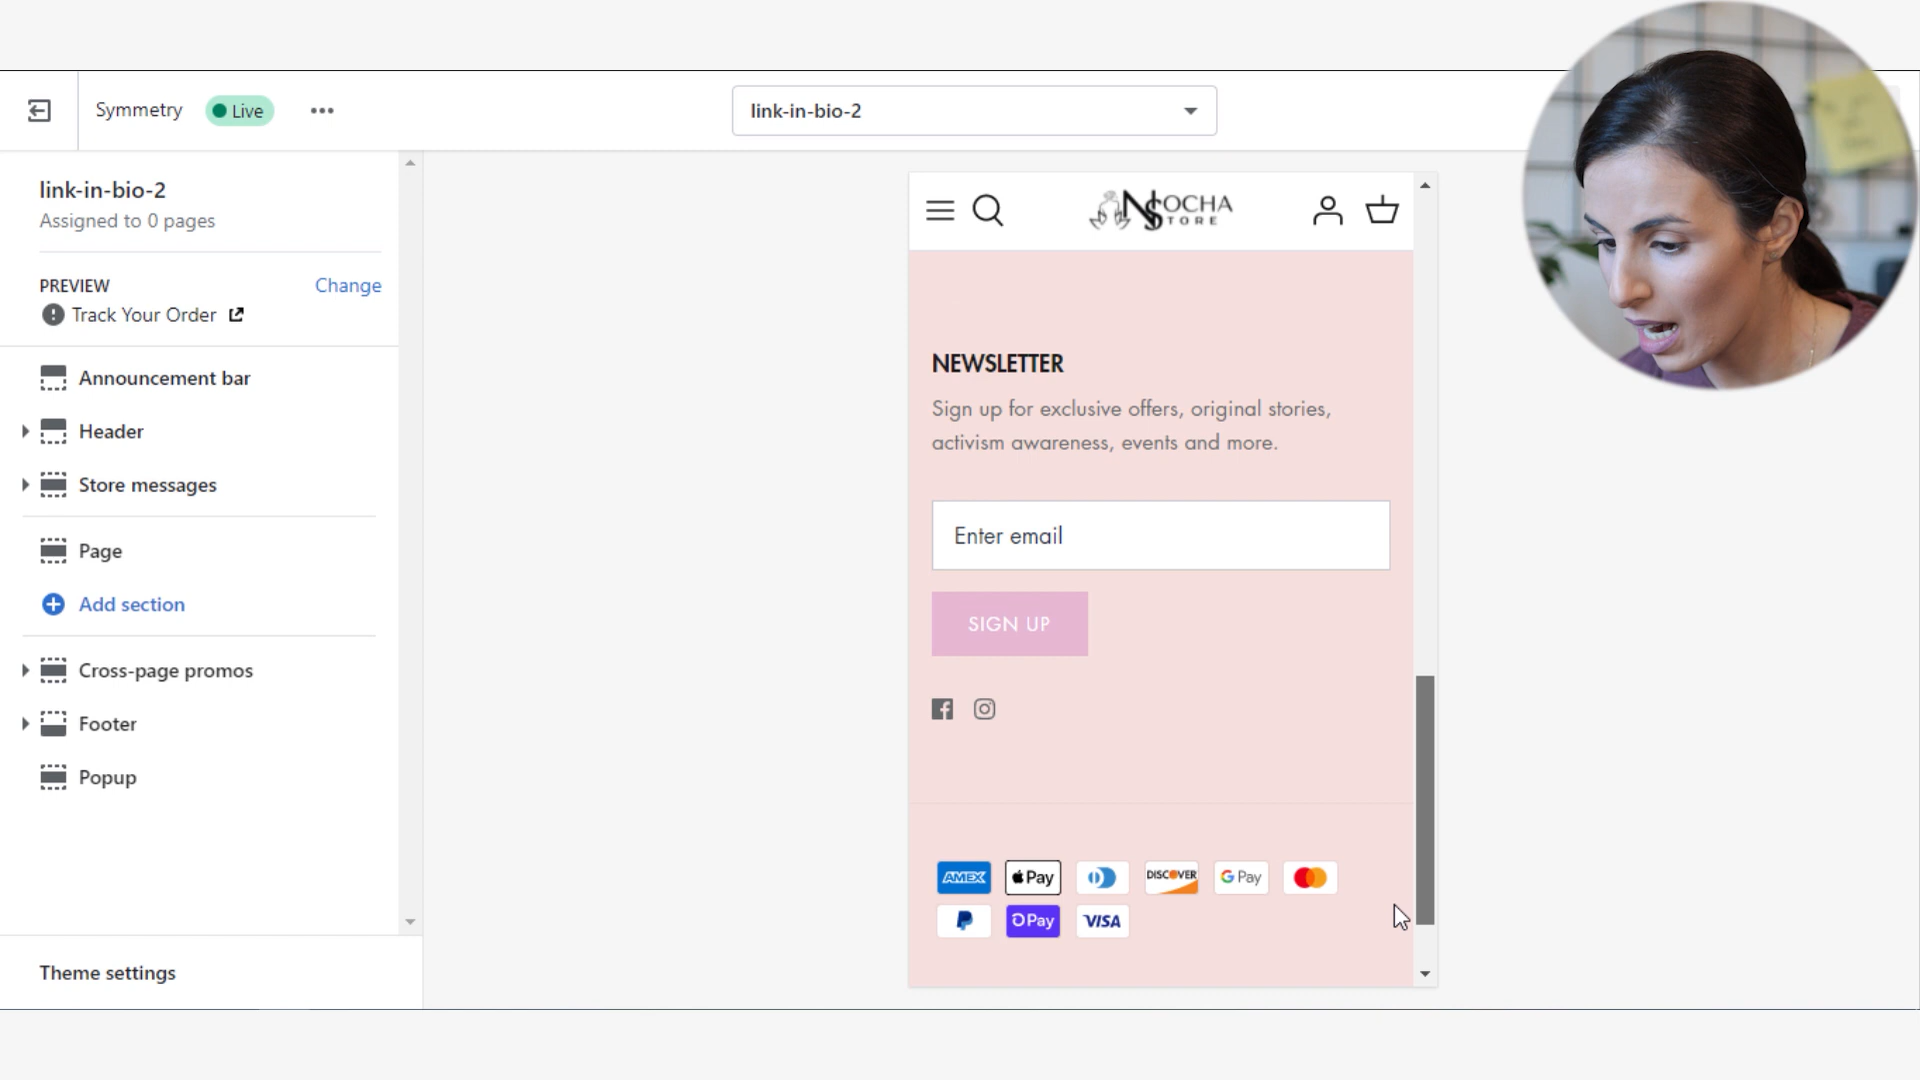 Symmetry
Live
link-in-bio-2
link-in-bio-2
Assigned to 0 pages
PREVIEW
Change
Track Your Order
Announcement bar
Header
Store messages
Page
Add section
Cross-page promos
Footer
Popup
Theme settings
NS OCHA
STORE
NEWSLETTER
Sign up for exclusive offers, original stories,
activism awareness, events and more.
Enter email
SIGN UP
AMEX
Pay
DISCOVER
G Pay
Pay
VISA